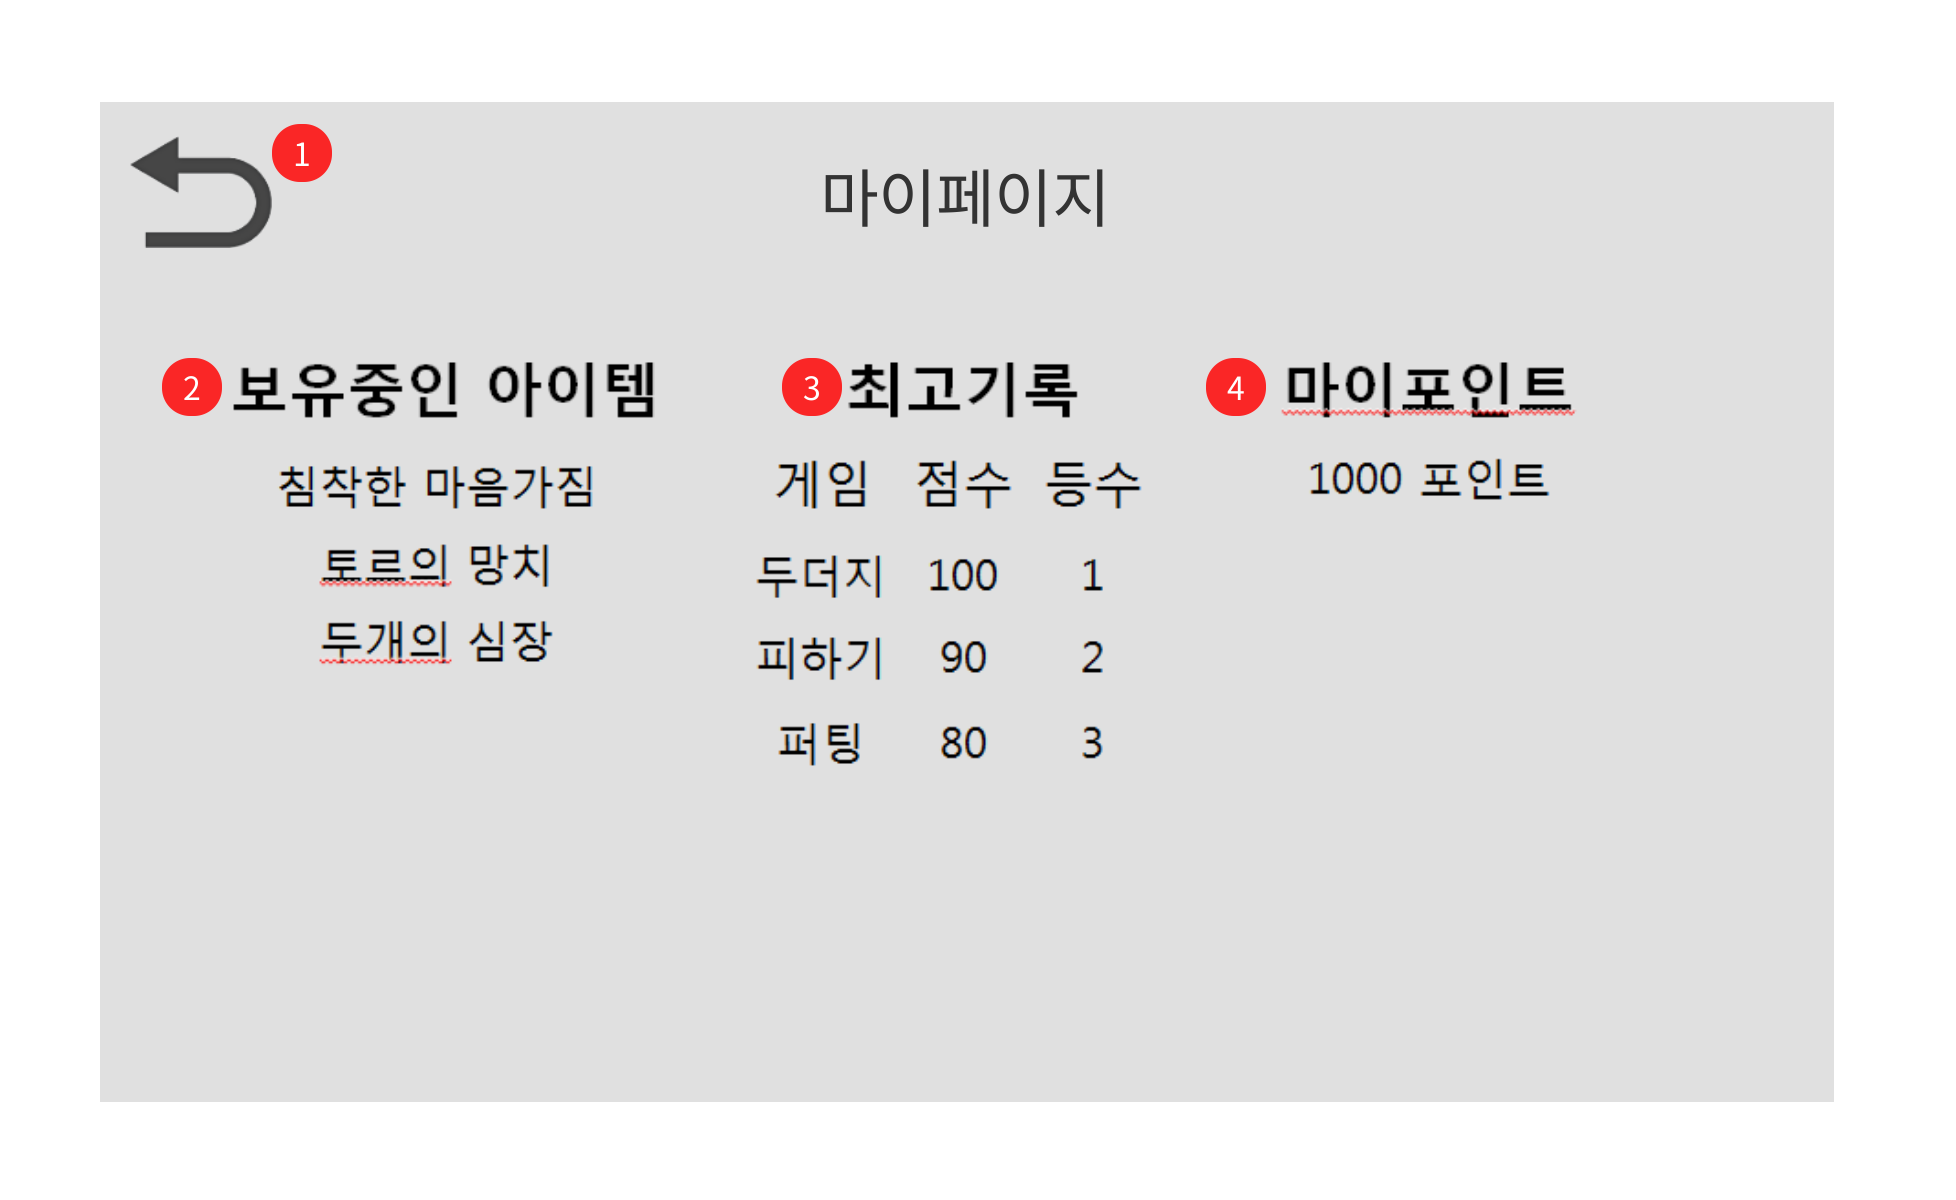 1
마이페이지
2 보유중인 아이템
침착한 마음가짐
토르의 망치
두개의 심장
3 최고기록
게임 점수 등수
두더지 100 1
피하기 90 2
퍼팅 80 3
4 마이포인트
1000 포인트